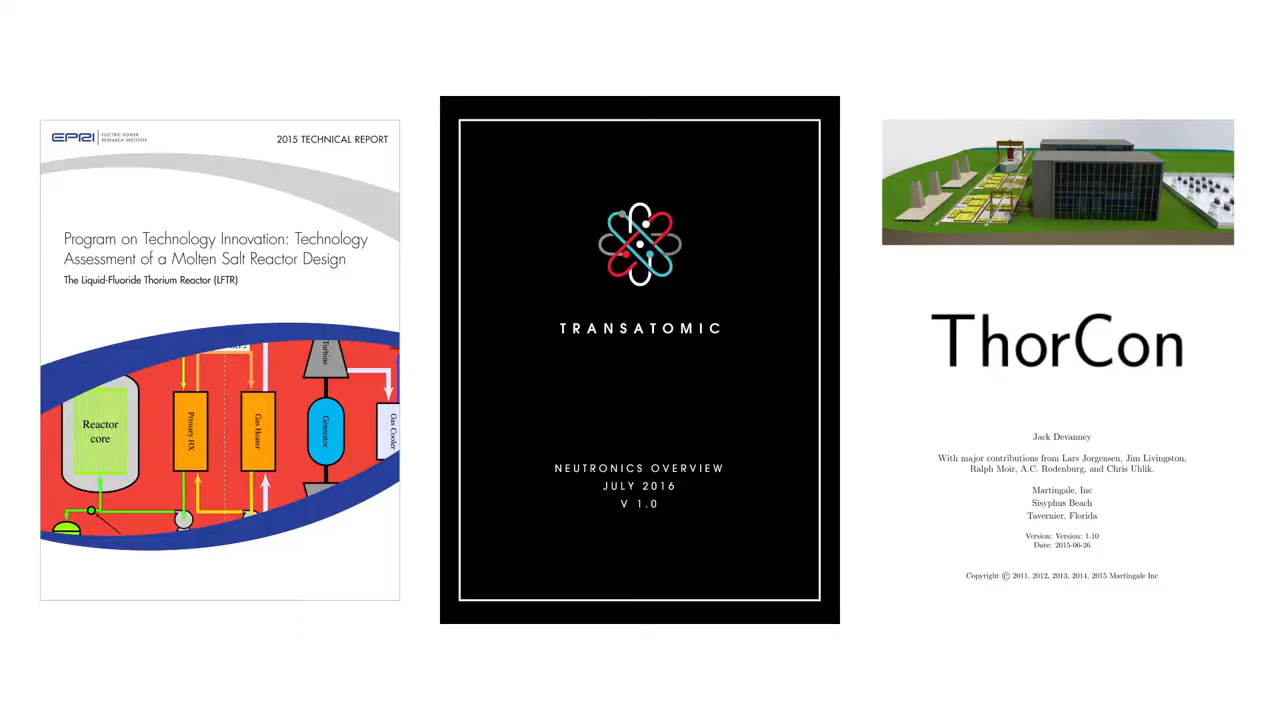 EPRI
ELECTRIC POWER
RESEARCH INSTITUTE
2015 TECHNICAL REPORT
Program on Technology Innovation: Technology
Assessment of a Molten Salt Reactor Design
The Liquid-Fluoride Thorium Reactor (LFTR)
Turbine
Reactor
core
Primary HX
Gas Heater
Generator
Gas Cooler
TRANSATOMIC
NEUTRONICS OVERVIEW
JULY 2016
V 1.0
ThorCon
Jack Devanney
With major contributions from Lars Jorgensen, Jim Livingston,
Ralph Moir, A.C. Rodenburg, and Chris Uhlik.
Martingale, Inc
Sisyphus Beach
Tavernier, Florida
Version: Version: 1.10
Date: 2015-06-26
Copyright © 2011, 2012, 2013, 2014, 2015 Martingale Inc